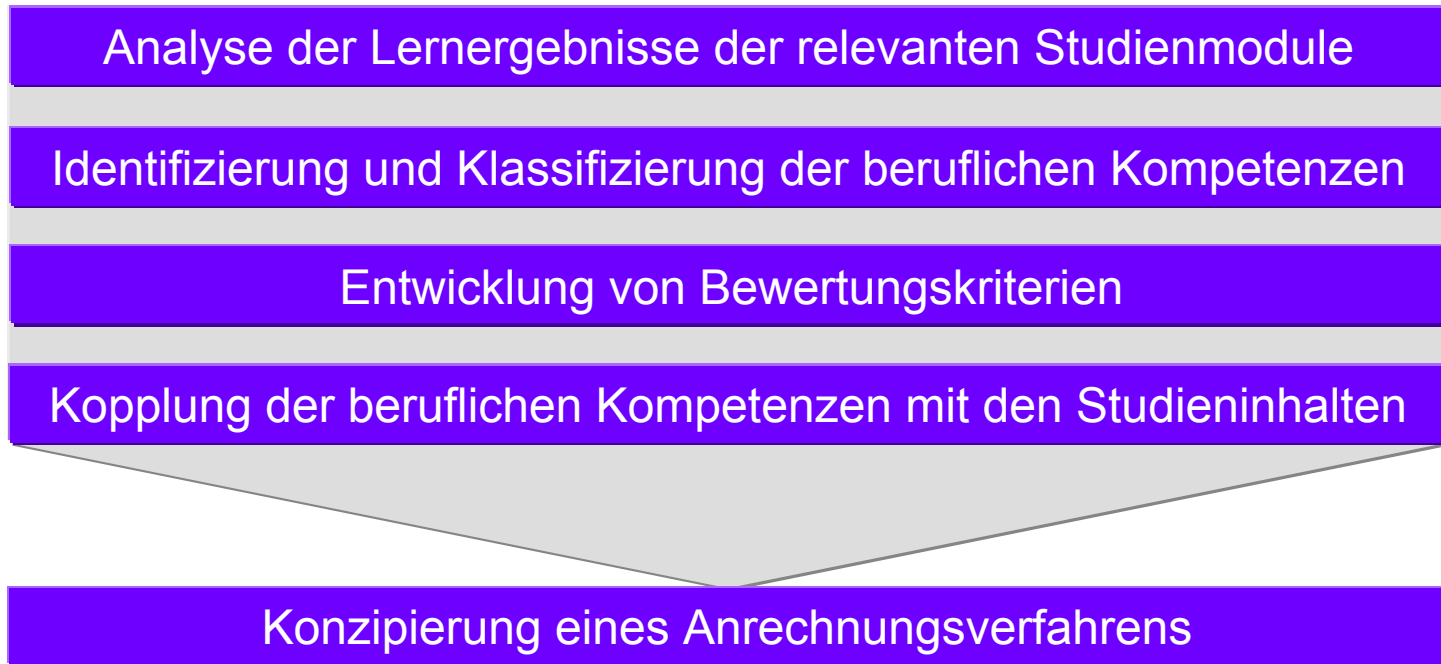 Analyse der Lernergebnisse der relevanten Studienmodule
Identifizierung und Klassifizierung der beruflichen Kompetenzen
Entwicklung von Bewertungskriterien
Kopplung der beruflichen Kompetenzen mit den Studieninhalten
Konzipierung eines Anrechnungsverfahrens